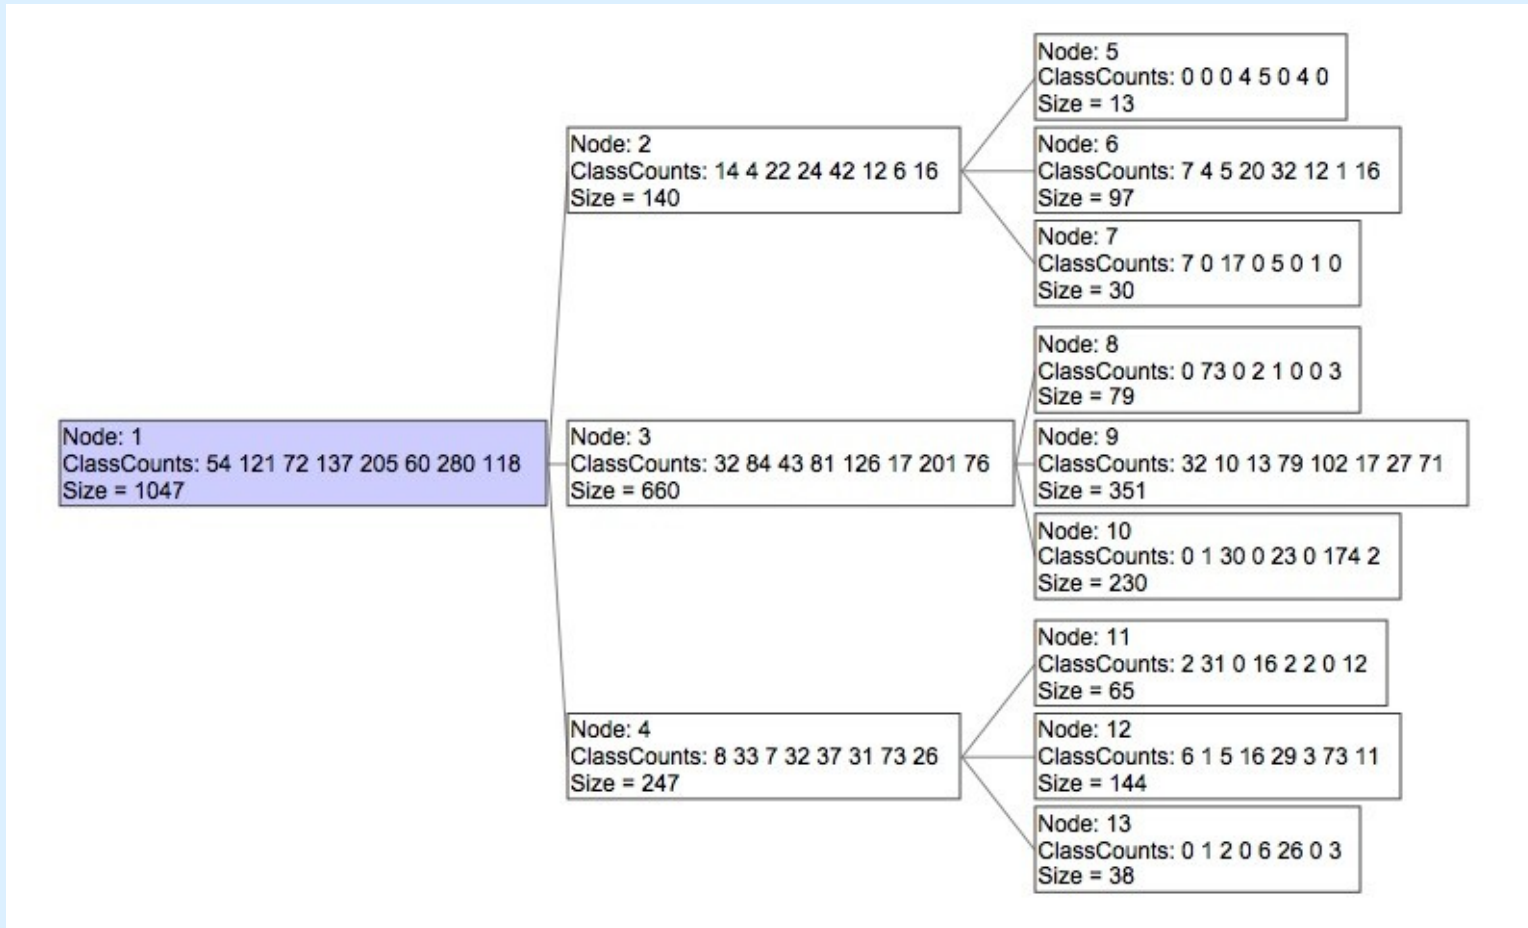 Node: 1
ClassCounts: 54 121 72 137 205 60 280 118
Size = 1047
Node: 2
ClassCounts: 14 4 22 24 42 12 6 16
Size = 140
Node: 3
ClassCounts: 32 84 43 81 126 17 201 76
Size = 660
Node: 4
ClassCounts: 8 33 7 32 37 31 73 26
Size = 247
Node: 5
ClassCounts: 0 0 0 4 5 0 4 0
Size = 13
Node: 6
ClassCounts: 7 4 5 20 32 12 1 16
Size = 97
Node: 7
ClassCounts: 7 0 17 0 5 0 1 0
Size = 30
Node: 8
ClassCounts: 0 73 0 2 1 0 0 3
Size = 79
Node: 9
ClassCounts: 32 10 13 79 102 17 27 71
Size = 351
Node: 10
ClassCounts: 0 1 30 0 23 0 174 2
Size = 230
Node: 11
ClassCounts: 2 31 0 16 2 2 0 12
Size = 65
Node: 12
ClassCounts: 6 1 5 16 29 3 73 11
Size = 144
Node: 13
ClassCounts: 0 1 2 0 6 26 0 3
Size = 38